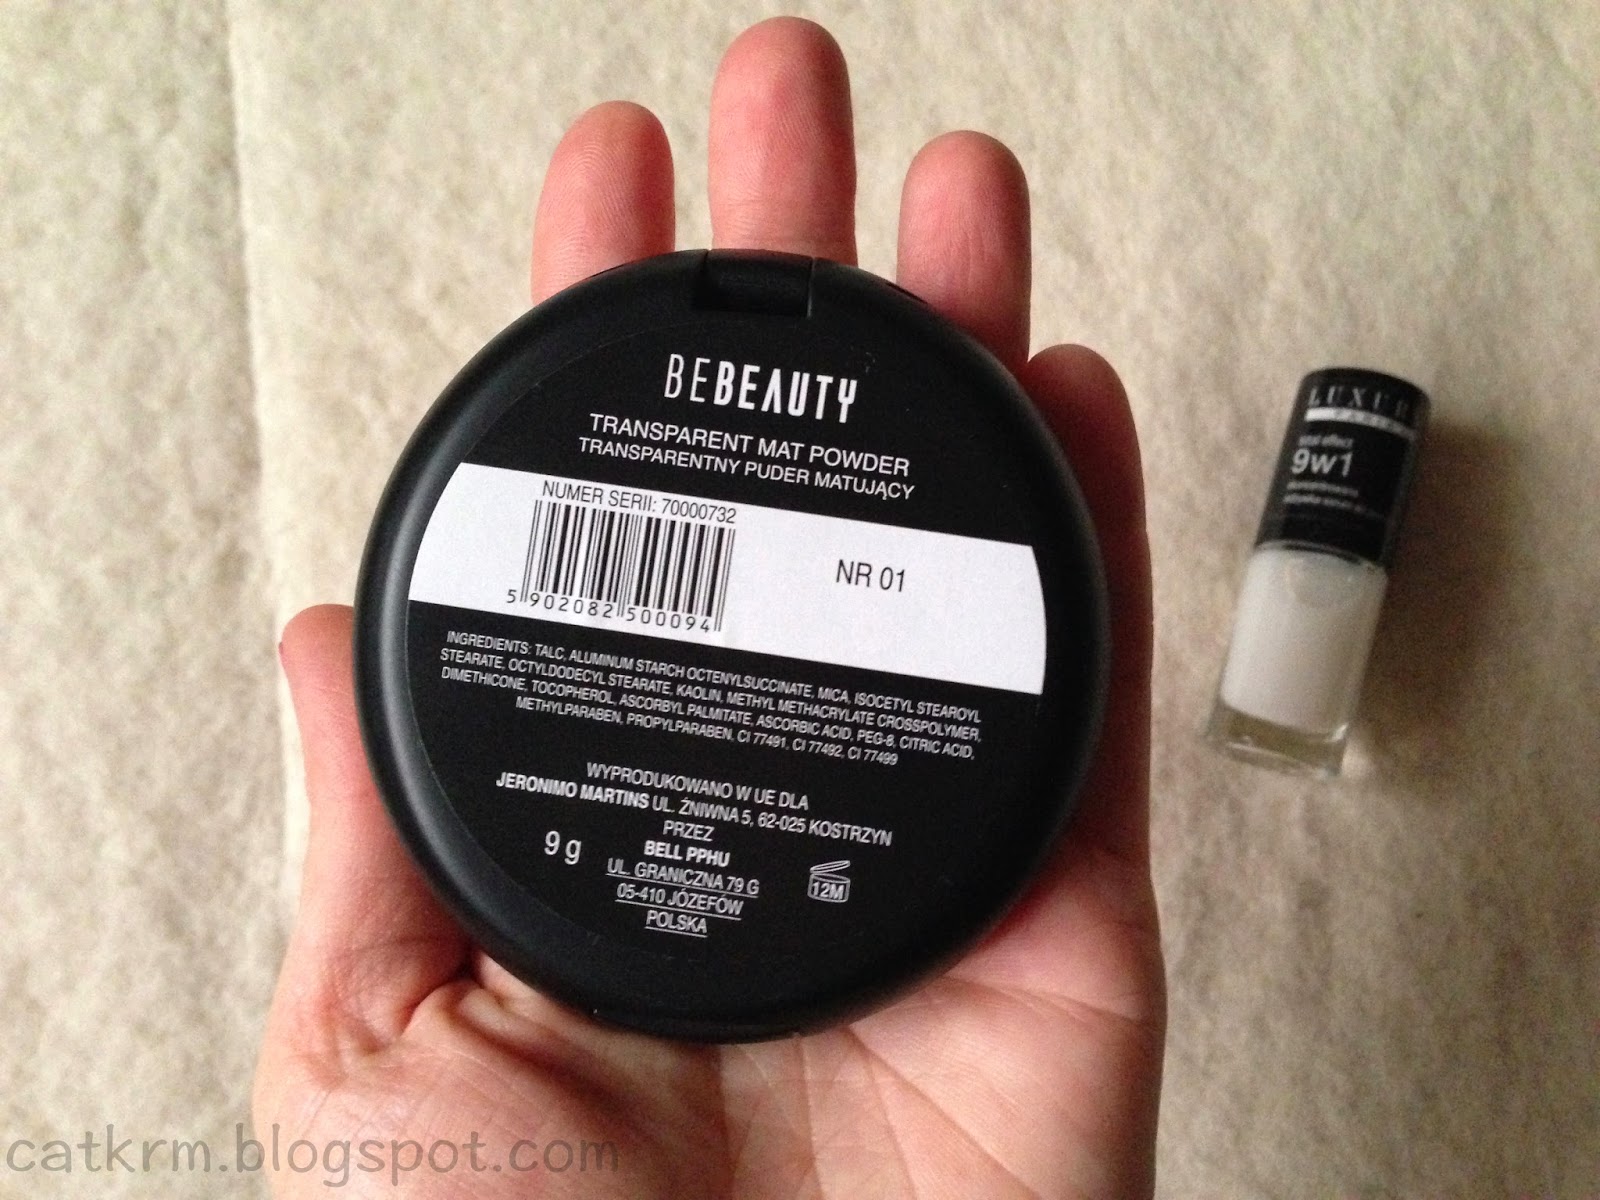 BEBEAUTY
TRANSPARENT MAT POWDER
TRANSPARENTNY PUDER MATUJĄCY
NUMER SERII: 70000732
5 902082 500094
NR 01
INGREDIENTS: TALC, ALUMINUM STARCH OCTENYLSUCCINATE, MICA, ISOCETYL STEAROYL
STEARATE, OCTYLDODECYL STEARATE, KAOLIN, METHYL METHACRYLATE CROSSPOLYMER,
DIMETHICONE, TOCOPHEROL, ASCORBYL PALMITATE, ASCORBIC ACID, PEG-8, CITRIC ACID,
METHYLPARABEN, PROPYLPARABEN, CI 77491, CI 77492, CI 77499
WYPRODUKOWANO W UE DLA
JERONIMO MARTINS UL. ŻNIWNA 5, 62-025 KOSTRZYN
PRZEZ
BELL PPHU
UL. GRANICZNA 79 G
05-410 JÓZEFÓW
POLSKA
9 g
12M
LUXUR
total effect
9w1
catkrm.blogspot.com